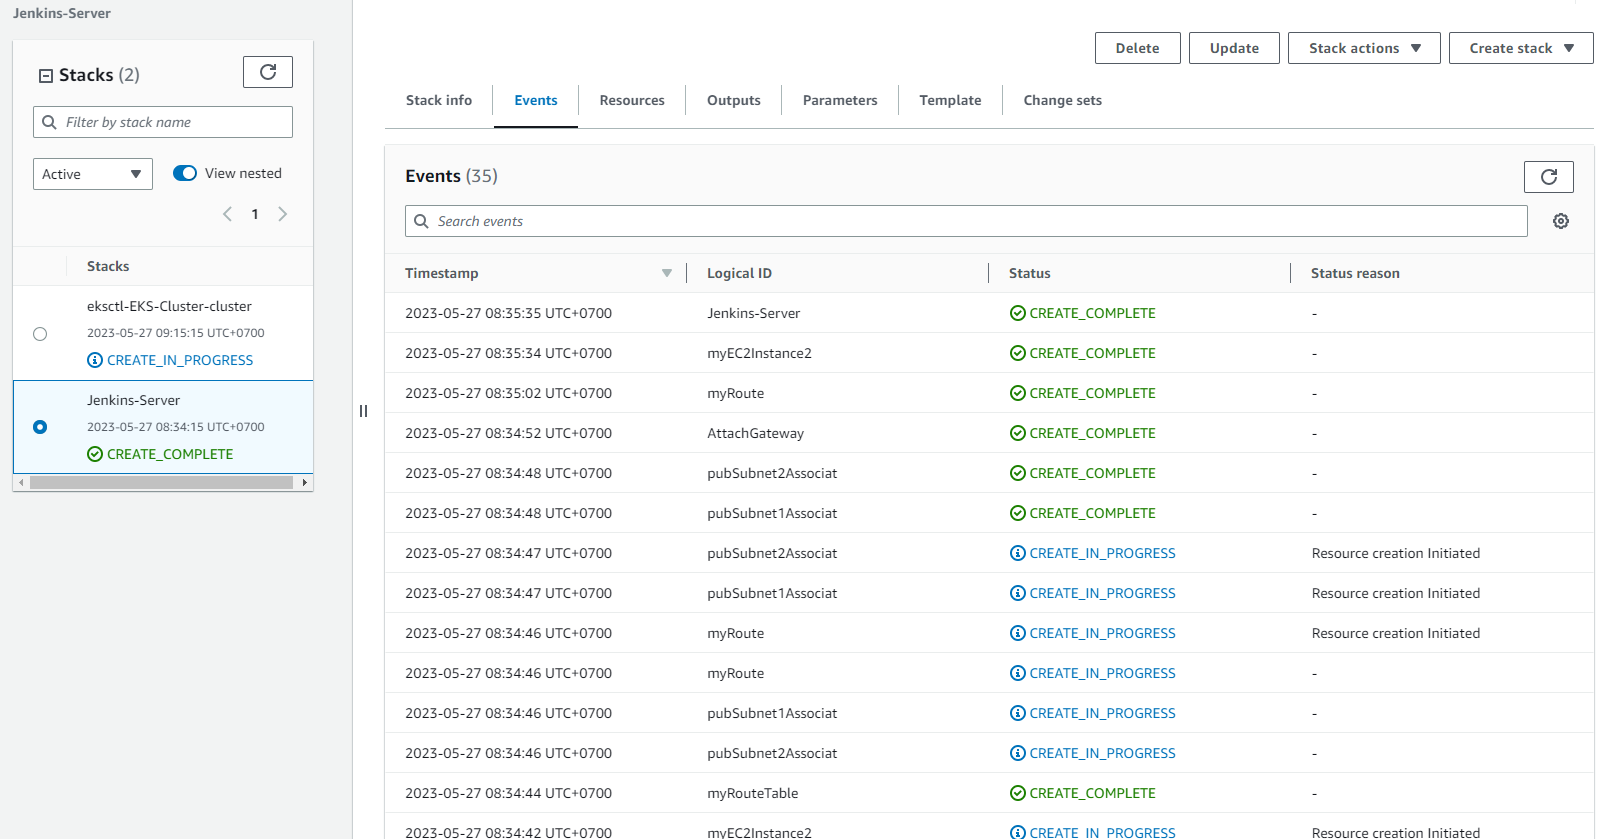 Jenkins-Server
Stacks (2)
Filter by stack name
Active
View nested
1
Stacks
eksctl-EKS-Cluster-cluster
2023-05-27 09:15:15 UTC+0700
CREATE_IN_PROGRESS
Jenkins-Server
2023-05-27 08:34:15 UTC+0700
CREATE_COMPLETE
Delete Update Stack actions Create stack
Stack info Events Resources Outputs Parameters Template Change sets
Events (35)
Search events
Timestamp Logical ID Status Status reason
2023-05-27 08:35:35 UTC+0700 Jenkins-Server CREATE_COMPLETE -
2023-05-27 08:35:34 UTC+0700 myEC2Instance2 CREATE_COMPLETE -
2023-05-27 08:35:02 UTC+0700 myRoute CREATE_COMPLETE -
2023-05-27 08:34:52 UTC+0700 AttachGateway CREATE_COMPLETE -
2023-05-27 08:34:48 UTC+0700 pubSubnet2Associat CREATE_COMPLETE -
2023-05-27 08:34:48 UTC+0700 pubSubnet1Associat CREATE_COMPLETE -
2023-05-27 08:34:47 UTC+0700 pubSubnet2Associat CREATE_IN_PROGRESS Resource creation Initiated
2023-05-27 08:34:47 UTC+0700 pubSubnet1Associat CREATE_IN_PROGRESS Resource creation Initiated
2023-05-27 08:34:46 UTC+0700 myRoute CREATE_IN_PROGRESS Resource creation Initiated
2023-05-27 08:34:46 UTC+0700 myRoute CREATE_IN_PROGRESS -
2023-05-27 08:34:46 UTC+0700 pubSubnet1Associat CREATE_IN_PROGRESS -
2023-05-27 08:34:46 UTC+0700 pubSubnet2Associat CREATE_IN_PROGRESS -
2023-05-27 08:34:44 UTC+0700 myRouteTable CREATE_COMPLETE -
2023-05-27 08:34:42 UTC+0700 myEC2Instance2 CREATE_IN_PROGRESS Resource creation Initiated